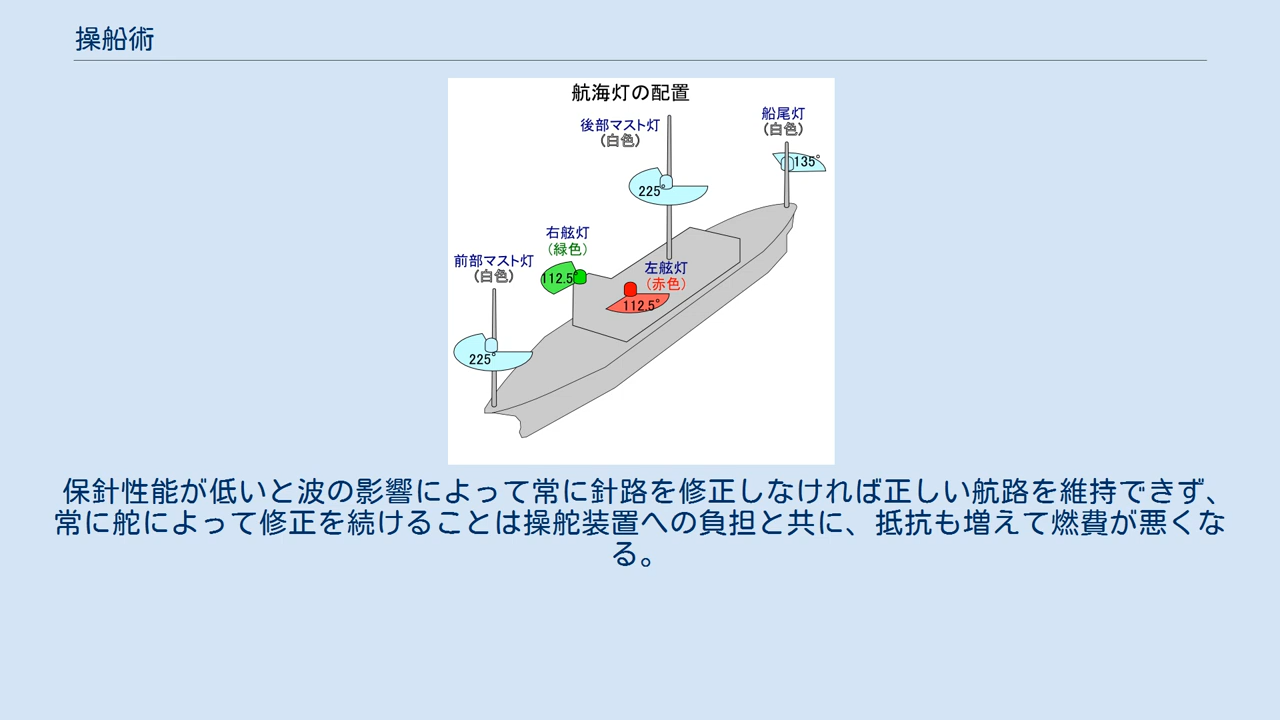 操船術
航海灯の配置
船尾灯
(白色)
後部マスト灯
(白色)
135°
225°
右舷灯
(緑色)
前部マスト灯
(白色)
左舷灯
(赤色)
112.5°
112.5°
225°
保針性能が低いと波の影響によって常に針路を修正しなければ正しい航路を維持できず、
常に舵によって修正を続けることは操舵装置への負担と共に、抵抗も増えて燃費が悪くな
る。